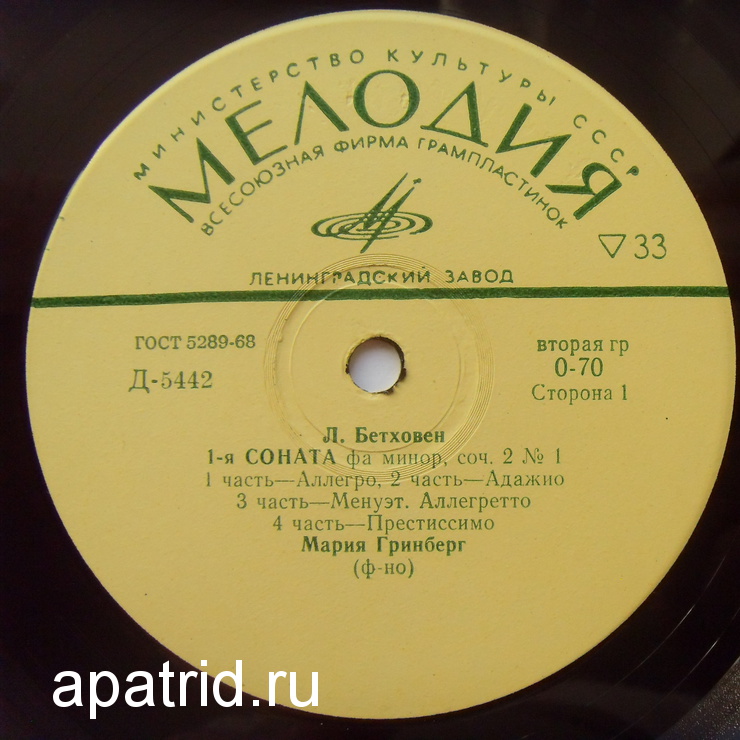 МИНИСТЕРСТВО КУЛЬТУРЫ СССР
МЕЛОДИЯ
ВСЕСОЮЗНАЯ ФИРМА ГРАМПЛАСТИНОК
▽ 33
ЛЕНИНГРАДСКИЙ ЗАВОД
ГОСТ 5289-68
Д-5442
вторая гр
0-70
Сторона 1
Л. Бетховен
1-я СОНАТА фа минор, соч. 2 № 1
1 часть—Аллегро, 2 часть—Адажио
3 часть—Менуэт. Аллегретто
4 часть—Престиссимо
Мария Гринберг
(ф-но)
apatrid.ru